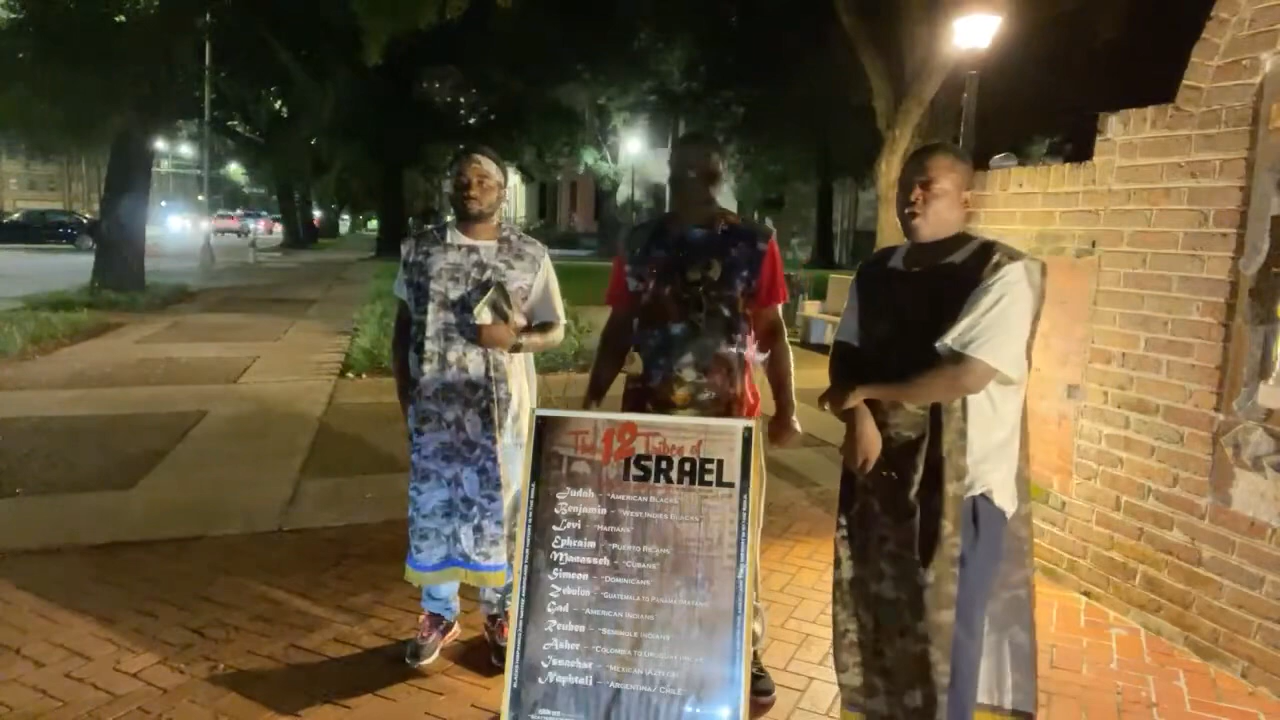 The 12 Tribes of
ISRAEL
Judah - "AMERICAN BLACKS"
Benjamin - "WEST INDIES BLACKS"
Levi - "HAITIANS"
Ephraim - "PUERTO RICANS"
Manasseh - "CUBANS"
Simeon - "DOMINICANS"
Zebulon - "GUATEMALA TO PANAMA
Gad - "AMERICAN INDIANS"
Reuben - "SEMINOLE INDIANS"
Asher - "COLOMBIA TO URUGUAY
Issachar - "MEXICAN
Naphtali - "ARGENTINA / CHILE"